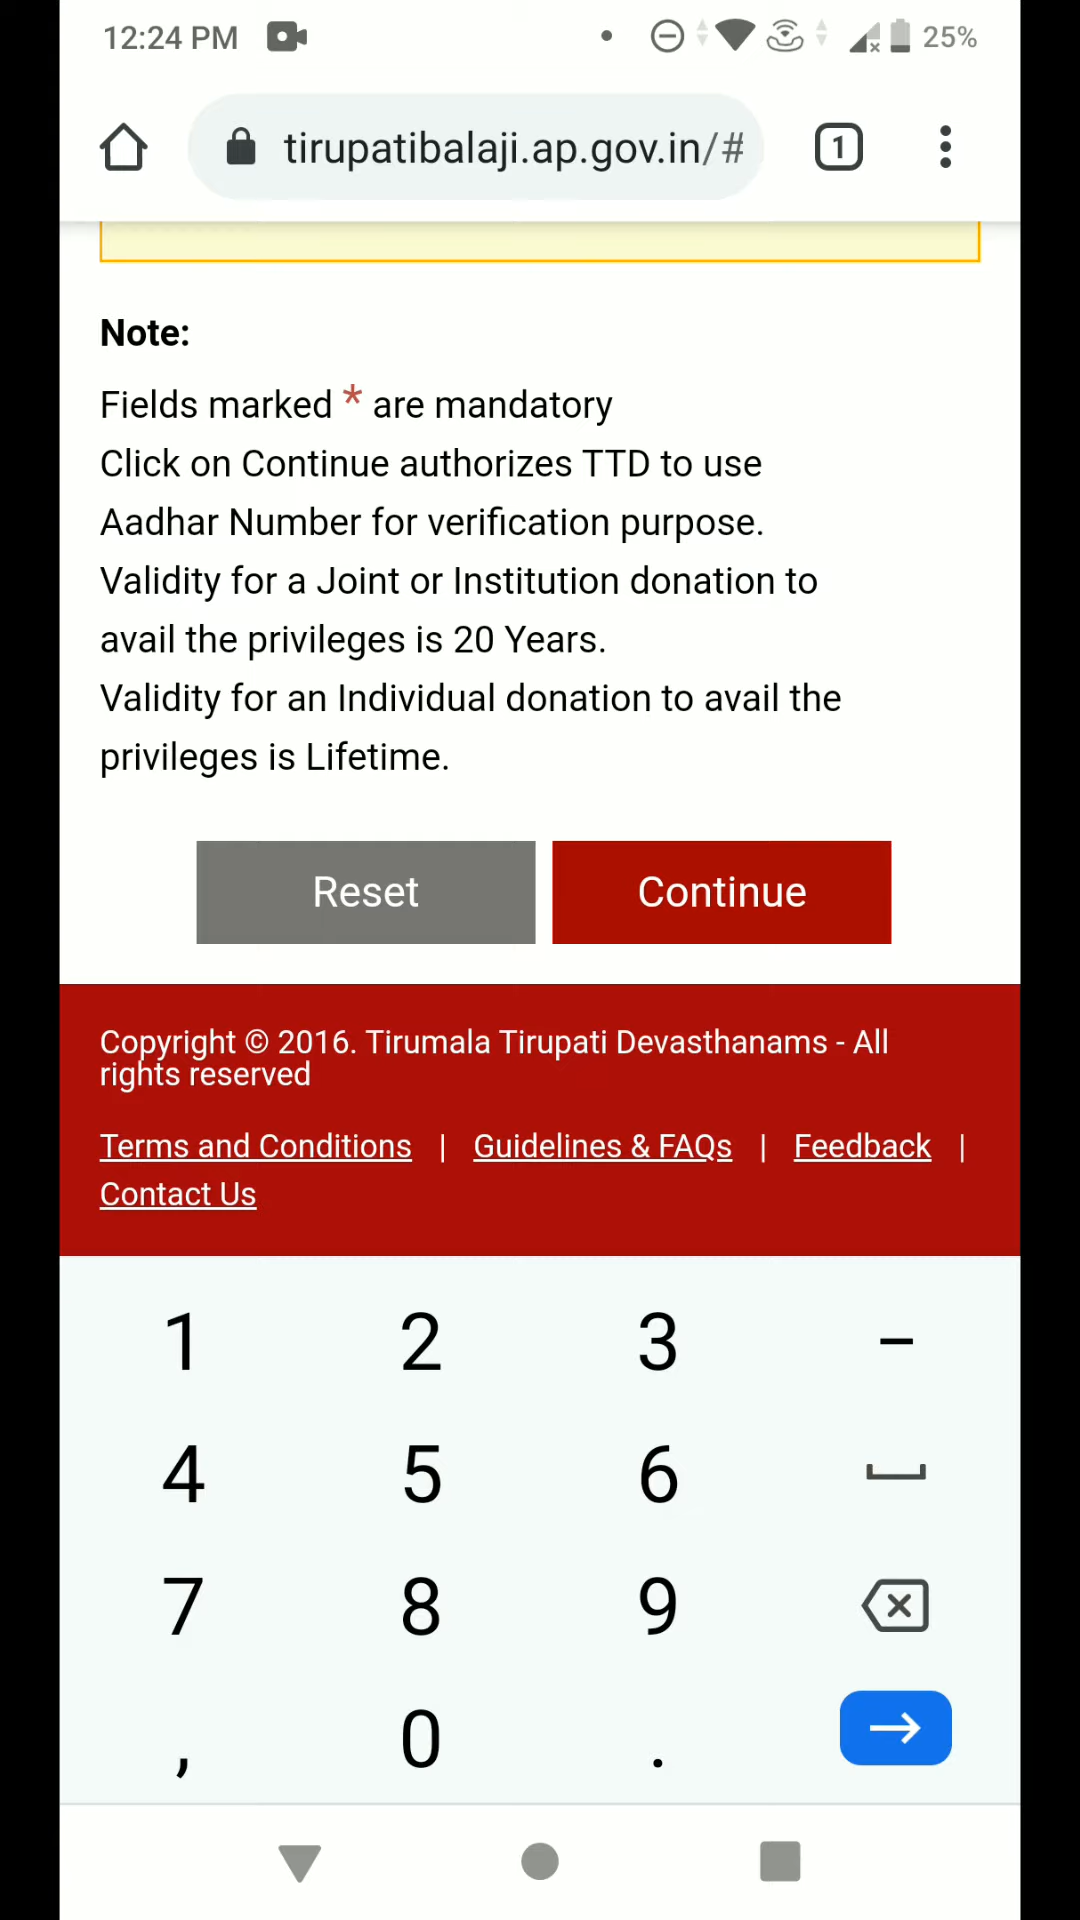 12:24 PM
25%
tirupatibalaji.ap.gov.in/#
1
Note:
Fields marked * are mandatory
Click on Continue authorizes TTD to use
Aadhar Number for verification purpose.
Validity for a Joint or Institution donation to
avail the privileges is 20 Years.
Validity for an Individual donation to avail the
privileges is Lifetime.
Reset Continue
Copyright © 2016. Tirumala Tirupati Devasthanams - All
rights reserved
Terms and Conditions | Guidelines & FAQs | Feedback |
Contact Us
1 2 3 –
4 5 6
7 8 9
, 0 .